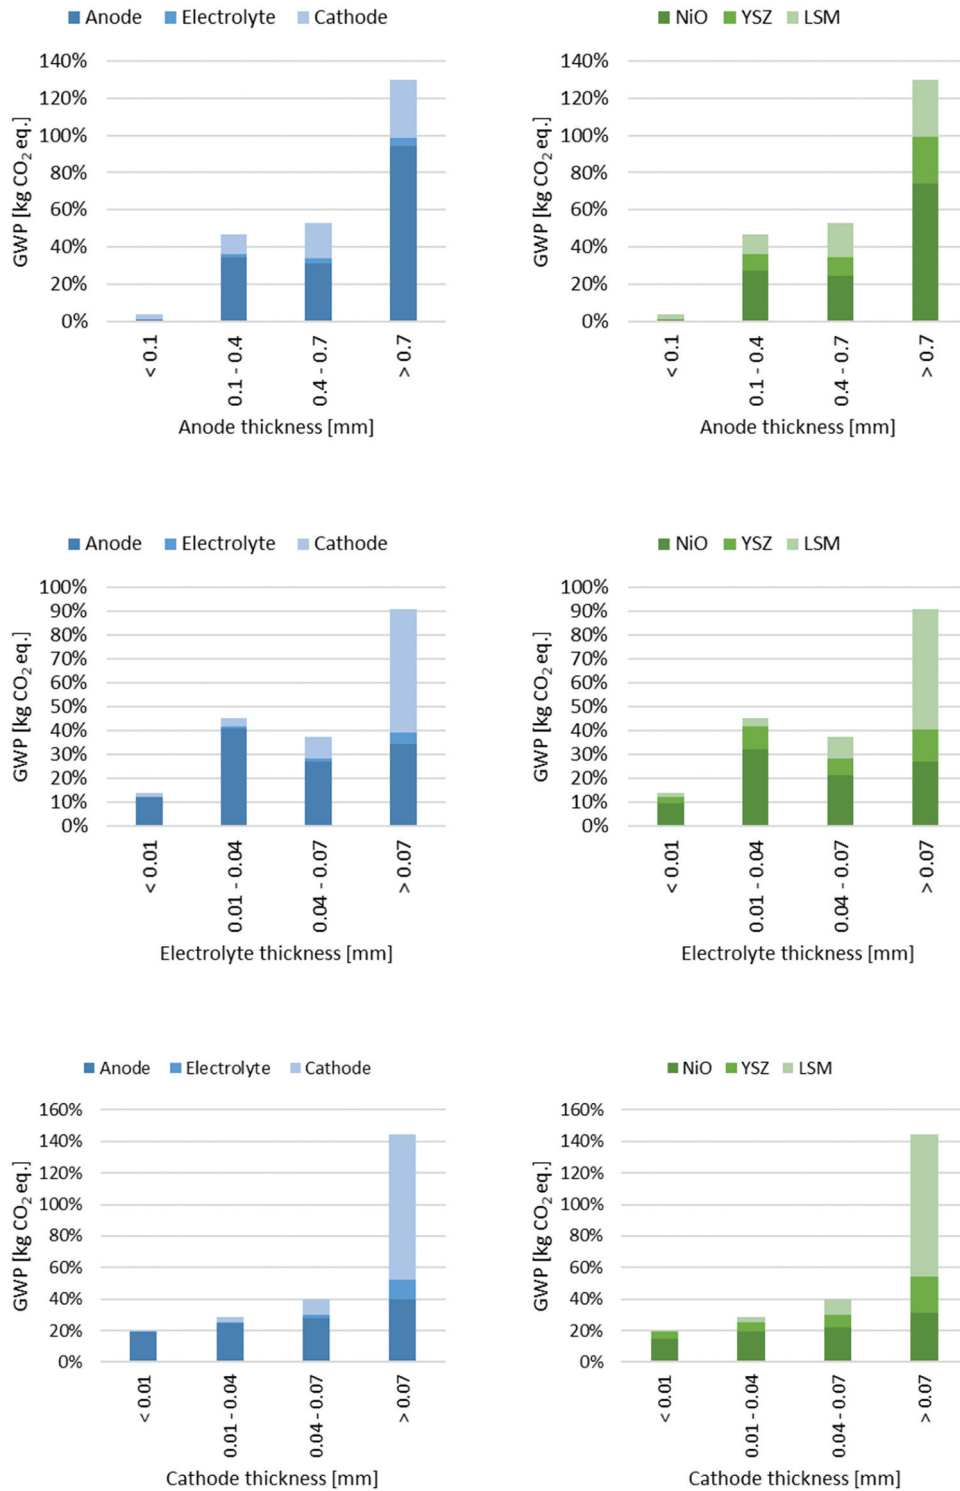 Anode Electrolyte Cathode
GWP [kg CO₂ eq.]
140%
120%
100%
80%
60%
40%
20%
0%
< 0.1
0.1 - 0.4
0.4 - 0.7
> 0.7
Anode thickness [mm]
NiO YSZ LSM
GWP [kg CO₂ eq.]
140%
120%
100%
80%
60%
40%
20%
0%
< 0.1
0.1 - 0.4
0.4 - 0.7
> 0.7
Anode thickness [mm]
Anode Electrolyte Cathode
GWP [kg CO₂ eq.]
100%
90%
80%
70%
60%
50%
40%
30%
20%
10%
0%
< 0.01
0.01 - 0.04
0.04 - 0.07
> 0.07
Electrolyte thickness [mm]
NiO YSZ LSM
GWP [kg CO₂ eq.]
100%
90%
80%
70%
60%
50%
40%
30%
20%
10%
0%
< 0.01
0.01 - 0.04
0.04 - 0.07
> 0.07
Electrolyte thickness [mm]
Anode Electrolyte Cathode
GWP [kg CO₂ eq.]
160%
140%
120%
100%
80%
60%
40%
20%
0%
< 0.01
0.01 - 0.04
0.04 - 0.07
> 0.07
Cathode thickness [mm]
NiO YSZ LSM
GWP [kg CO₂ eq.]
160%
140%
120%
100%
80%
60%
40%
20%
0%
< 0.01
0.01 - 0.04
0.04 - 0.07
> 0.07
Cathode thickness [mm]